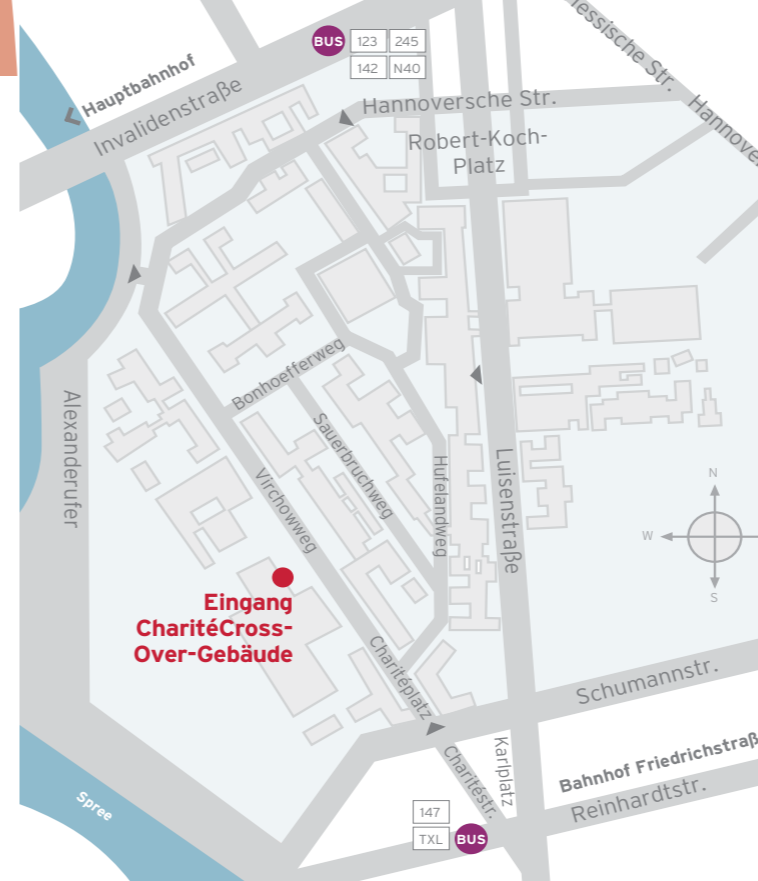 BUS
123
245
142
N40
Hauptbahnhof
Invalidenstraße
Hannoversche Str.
Robert-Koch-
Platz
essische Str.
Hannove
Alexanderufer
Bonhoefferweg
Sauerbruchweg
Virchowweg
Hufelandweg
Luisenstraße
N
W
S
Eingang
CharitéCross-
Over-Gebäude
Charitéplatz
Schumannstr.
Charitéstr.
Karlplatz
Bahnhof Friedrichstraß
Reinhardtstr.
Spree
147
TXL
BUS